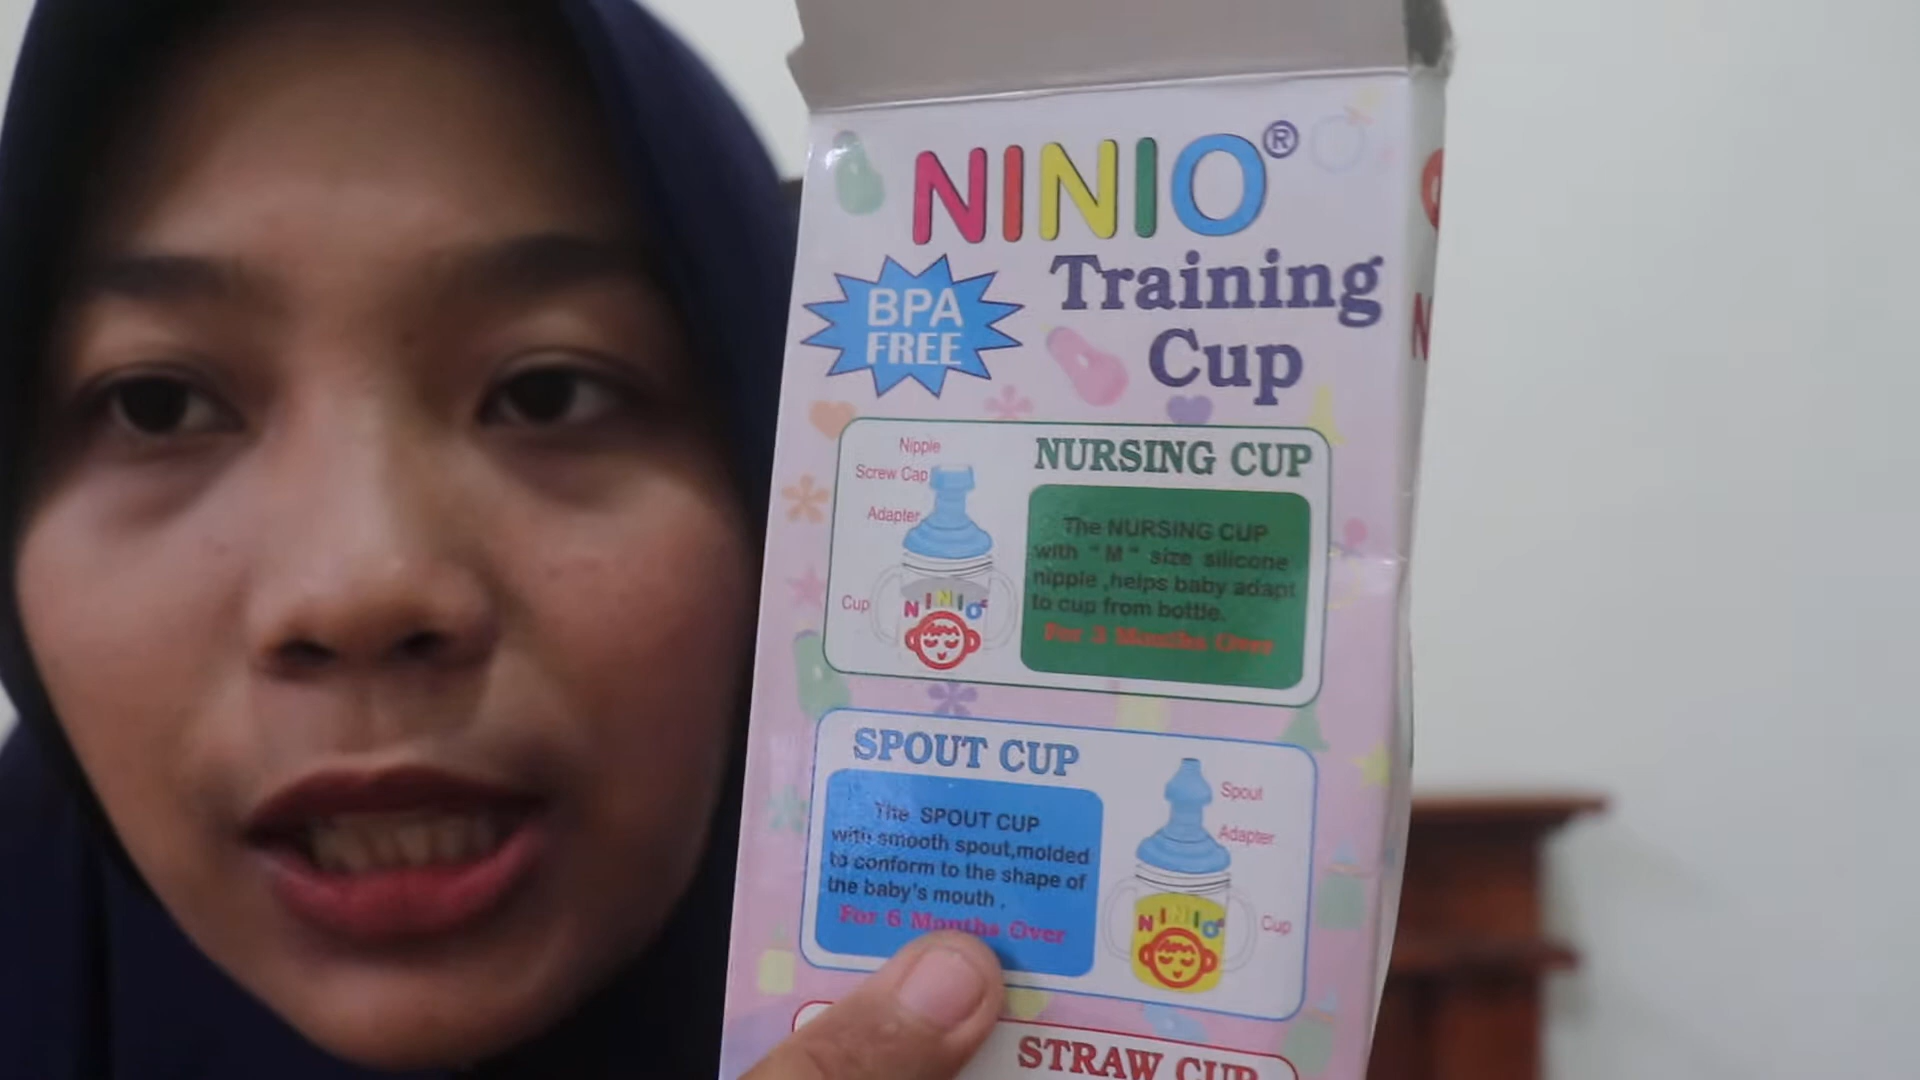 NINIO®
BPA
FREE
Training
Cup
NURSING CUP
Nipple
Screw Cap
Adapter
Cup
NINIO
The NURSING CUP
with "M" size silicone
nipple ,helps baby adapt
to cup from bottle.
For 3 Months Over
SPOUT CUP
The SPOUT CUP
with smooth spout,molded
to conform to the shape of
the baby's mouth .
For 6 Months Over
Spout
Adapter
Cup
NINIO
STRAW CUP